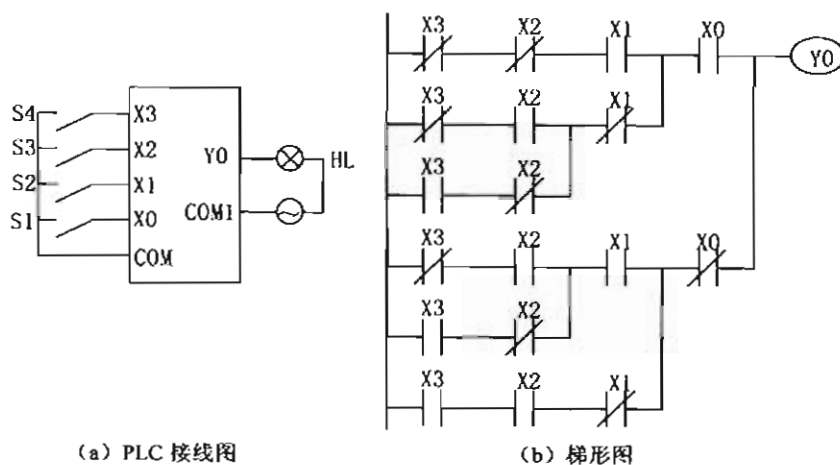 S4
X3
S3
X2
S2
X1
S1
X0
COM
Y0
COM1
HL
(a) PLC 接线图
X3 X2 X1 X0
Y0
X3 X2 X1
X3 X2
X3 X2 X1 X0
X3 X2
X3 X2 X1
(b) 梯形图